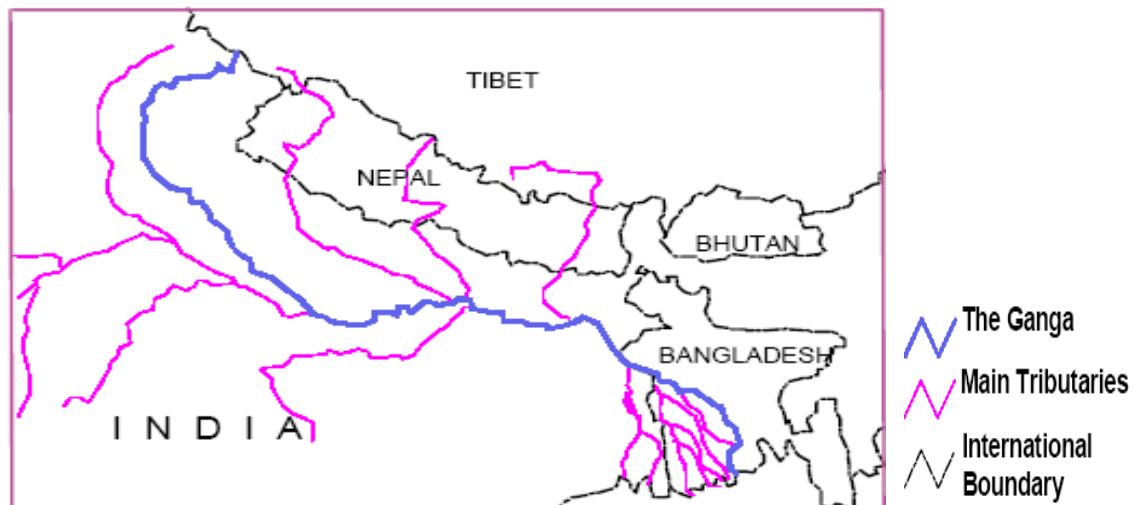 TIBET
NEPAL
BHUTAN
BANGLADESH
I N D I A
The Ganga
Main Tributaries
International
Boundary